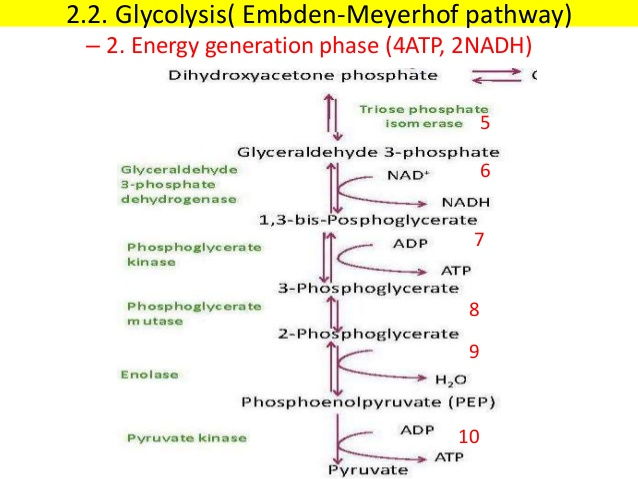 2.2. Glycolysis( Embden-Meyerhof pathway)
– 2. Energy generation phase (4ATP, 2NADH)
Dihydroxyacetone phosphate
Triose phosphate
isomerase 5
Glyceraldehyde 3-phosphate
Glyceraldehyde
3-phosphate
dehydrogenase
NAD⁺ 6
NADH
1,3-bis-Posphoglycerate
Phosphoglycerate
kinase
ADP 7
ATP
3-Phosphoglycerate
Phosphoglycerate
mutase
8
2-Phosphoglycerate
9
Enolase
H₂O
Phosphoenolpyruvate (PEP)
Pyruvate kinase
ADP 10
ATP
Pyruvate